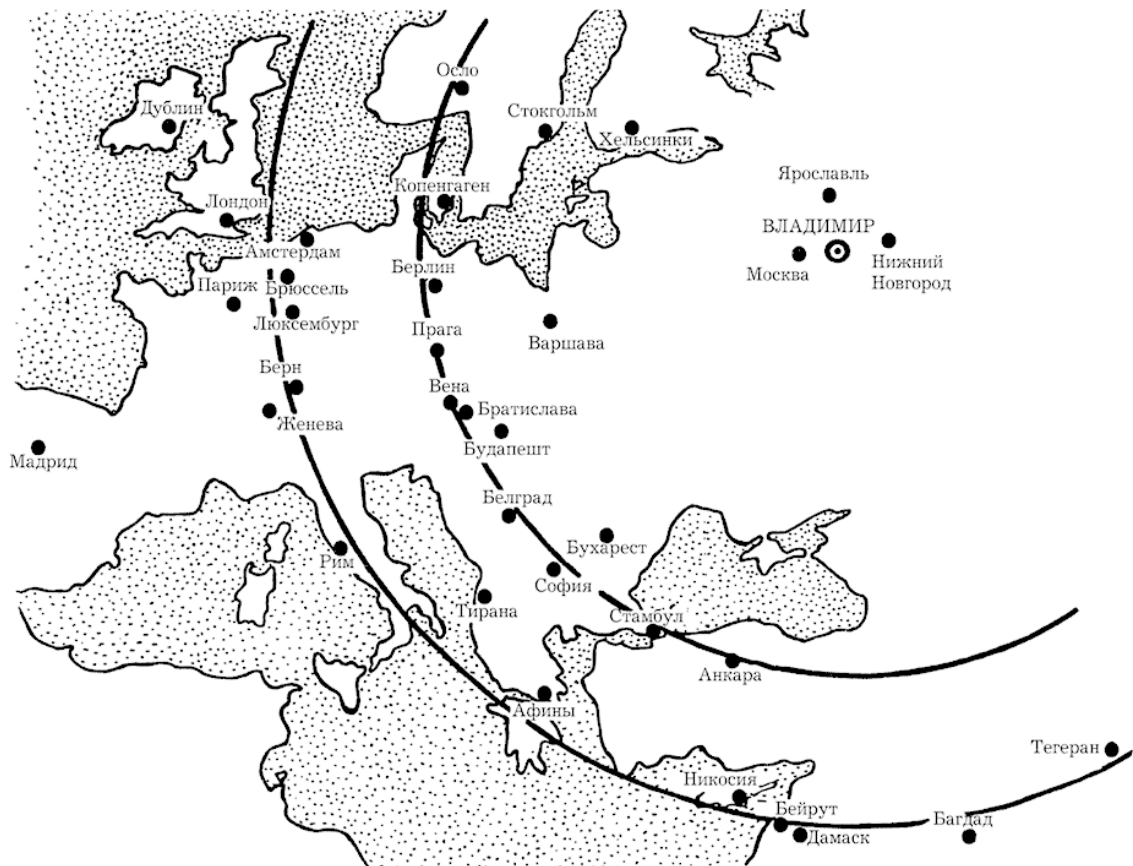 Осло
Дублин
Стокгольм
Хельсинки
Ярославль
Копенгаген
Лондон
ВЛАДИМИР
Амстердам
Москва
Нижний
Новгород
Берлин
Париж
Брюссель
Люксембург
Прага
Варшава
Берн
Вена
Братислава
Женева
Будапешт
Мадрид
Белград
Бухарест
Рим
София
Тирана
Стамбул
Анкара
Афины
Тегеран
Никосия
Бейрут
Багдад
Дамаск